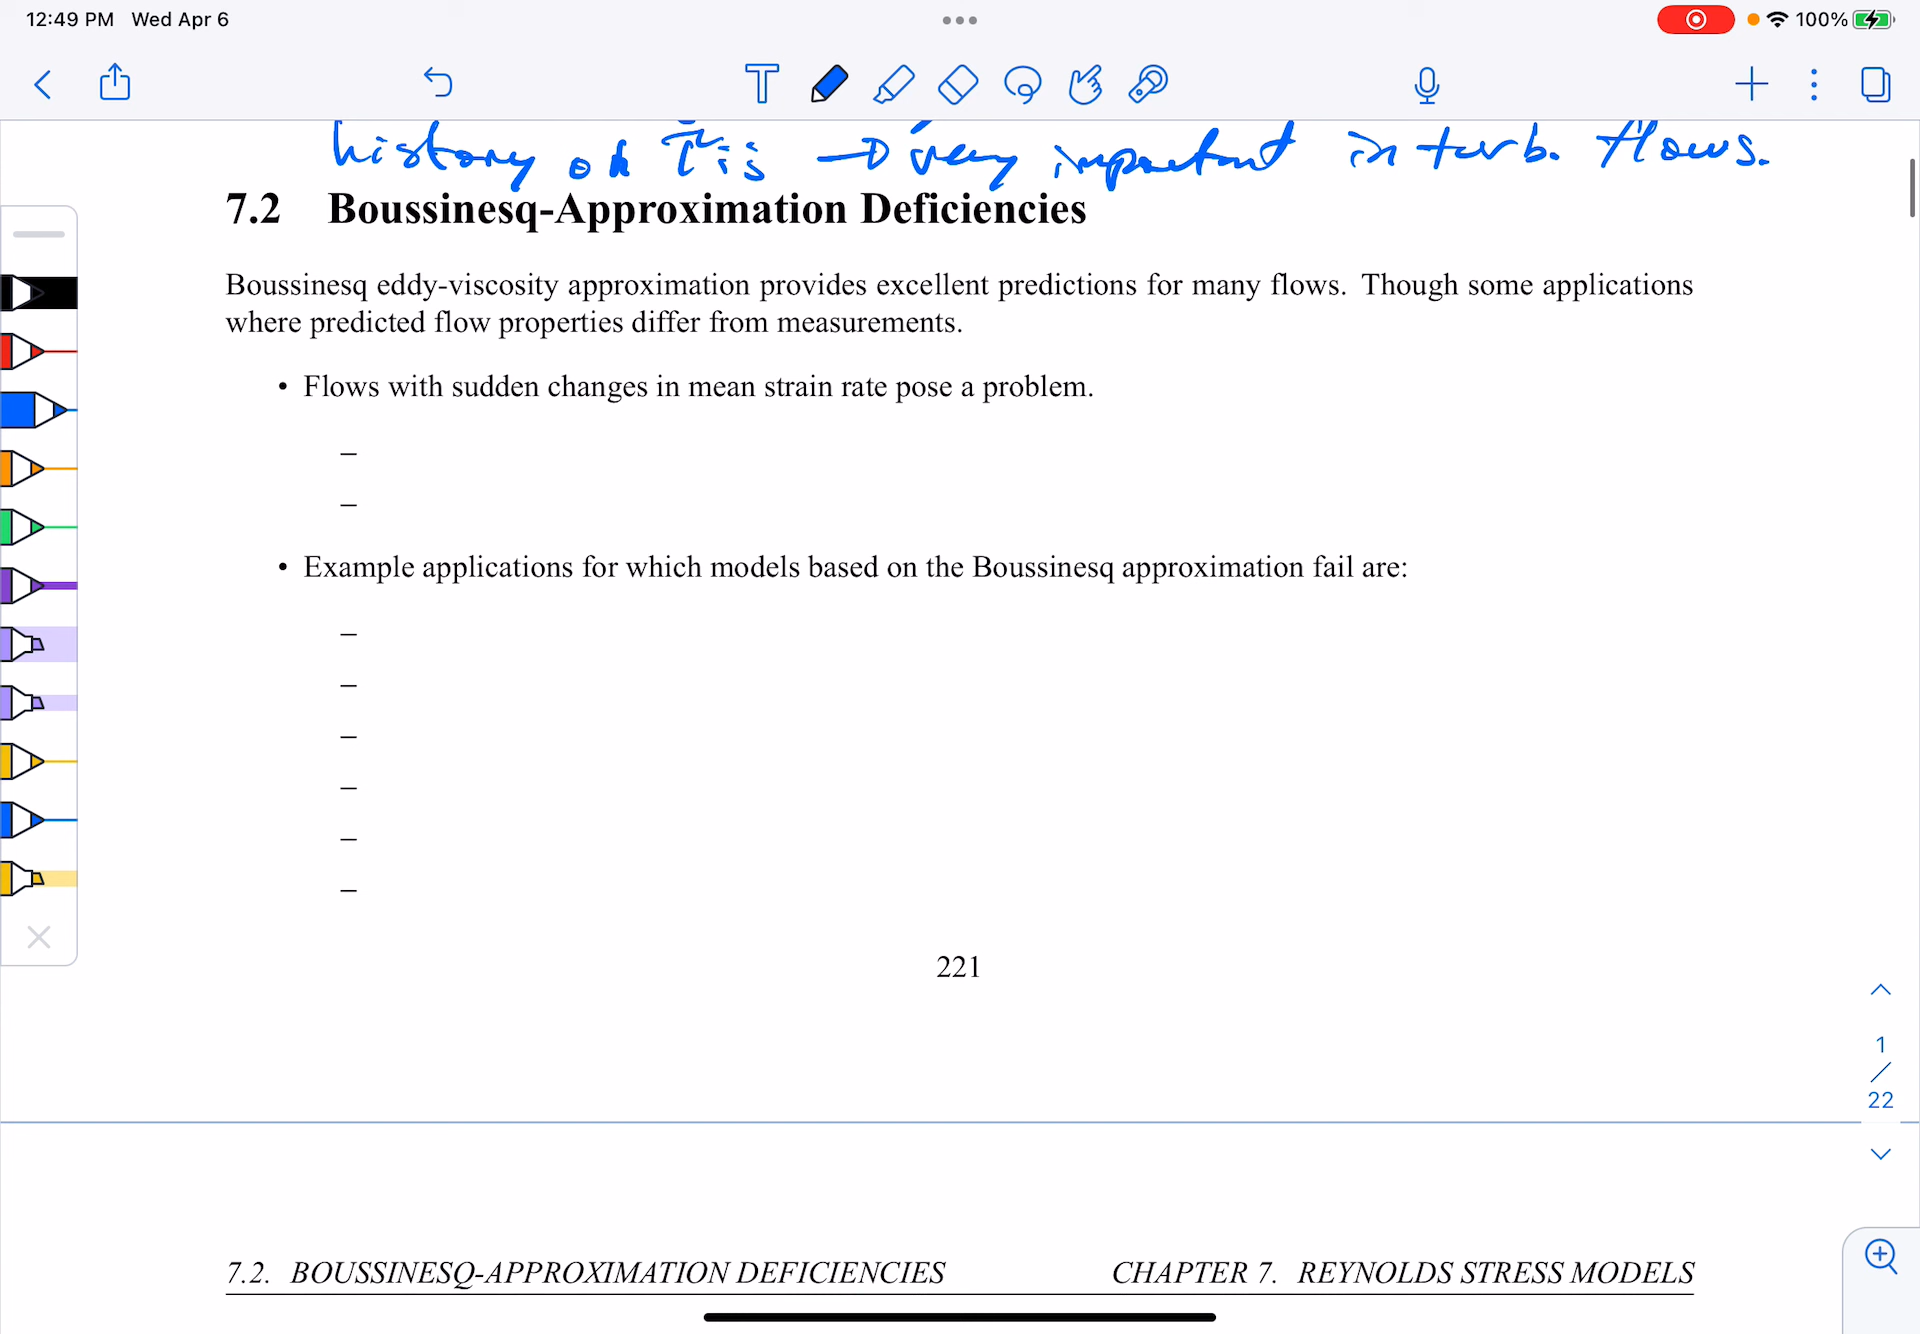 12:49 PM Wed Apr 6
100%
history of τij → very important in turb. flows.
7.2 Boussinesq-Approximation Deficiencies
Boussinesq eddy-viscosity approximation provides excellent predictions for many flows. Though some applications
where predicted flow properties differ from measurements.
• Flows with sudden changes in mean strain rate pose a problem.
–
–
• Example applications for which models based on the Boussinesq approximation fail are:
–
–
–
–
–
–
221
1
/
22
7.2. BOUSSINESQ-APPROXIMATION DEFICIENCIES CHAPTER 7. REYNOLDS STRESS MODELS